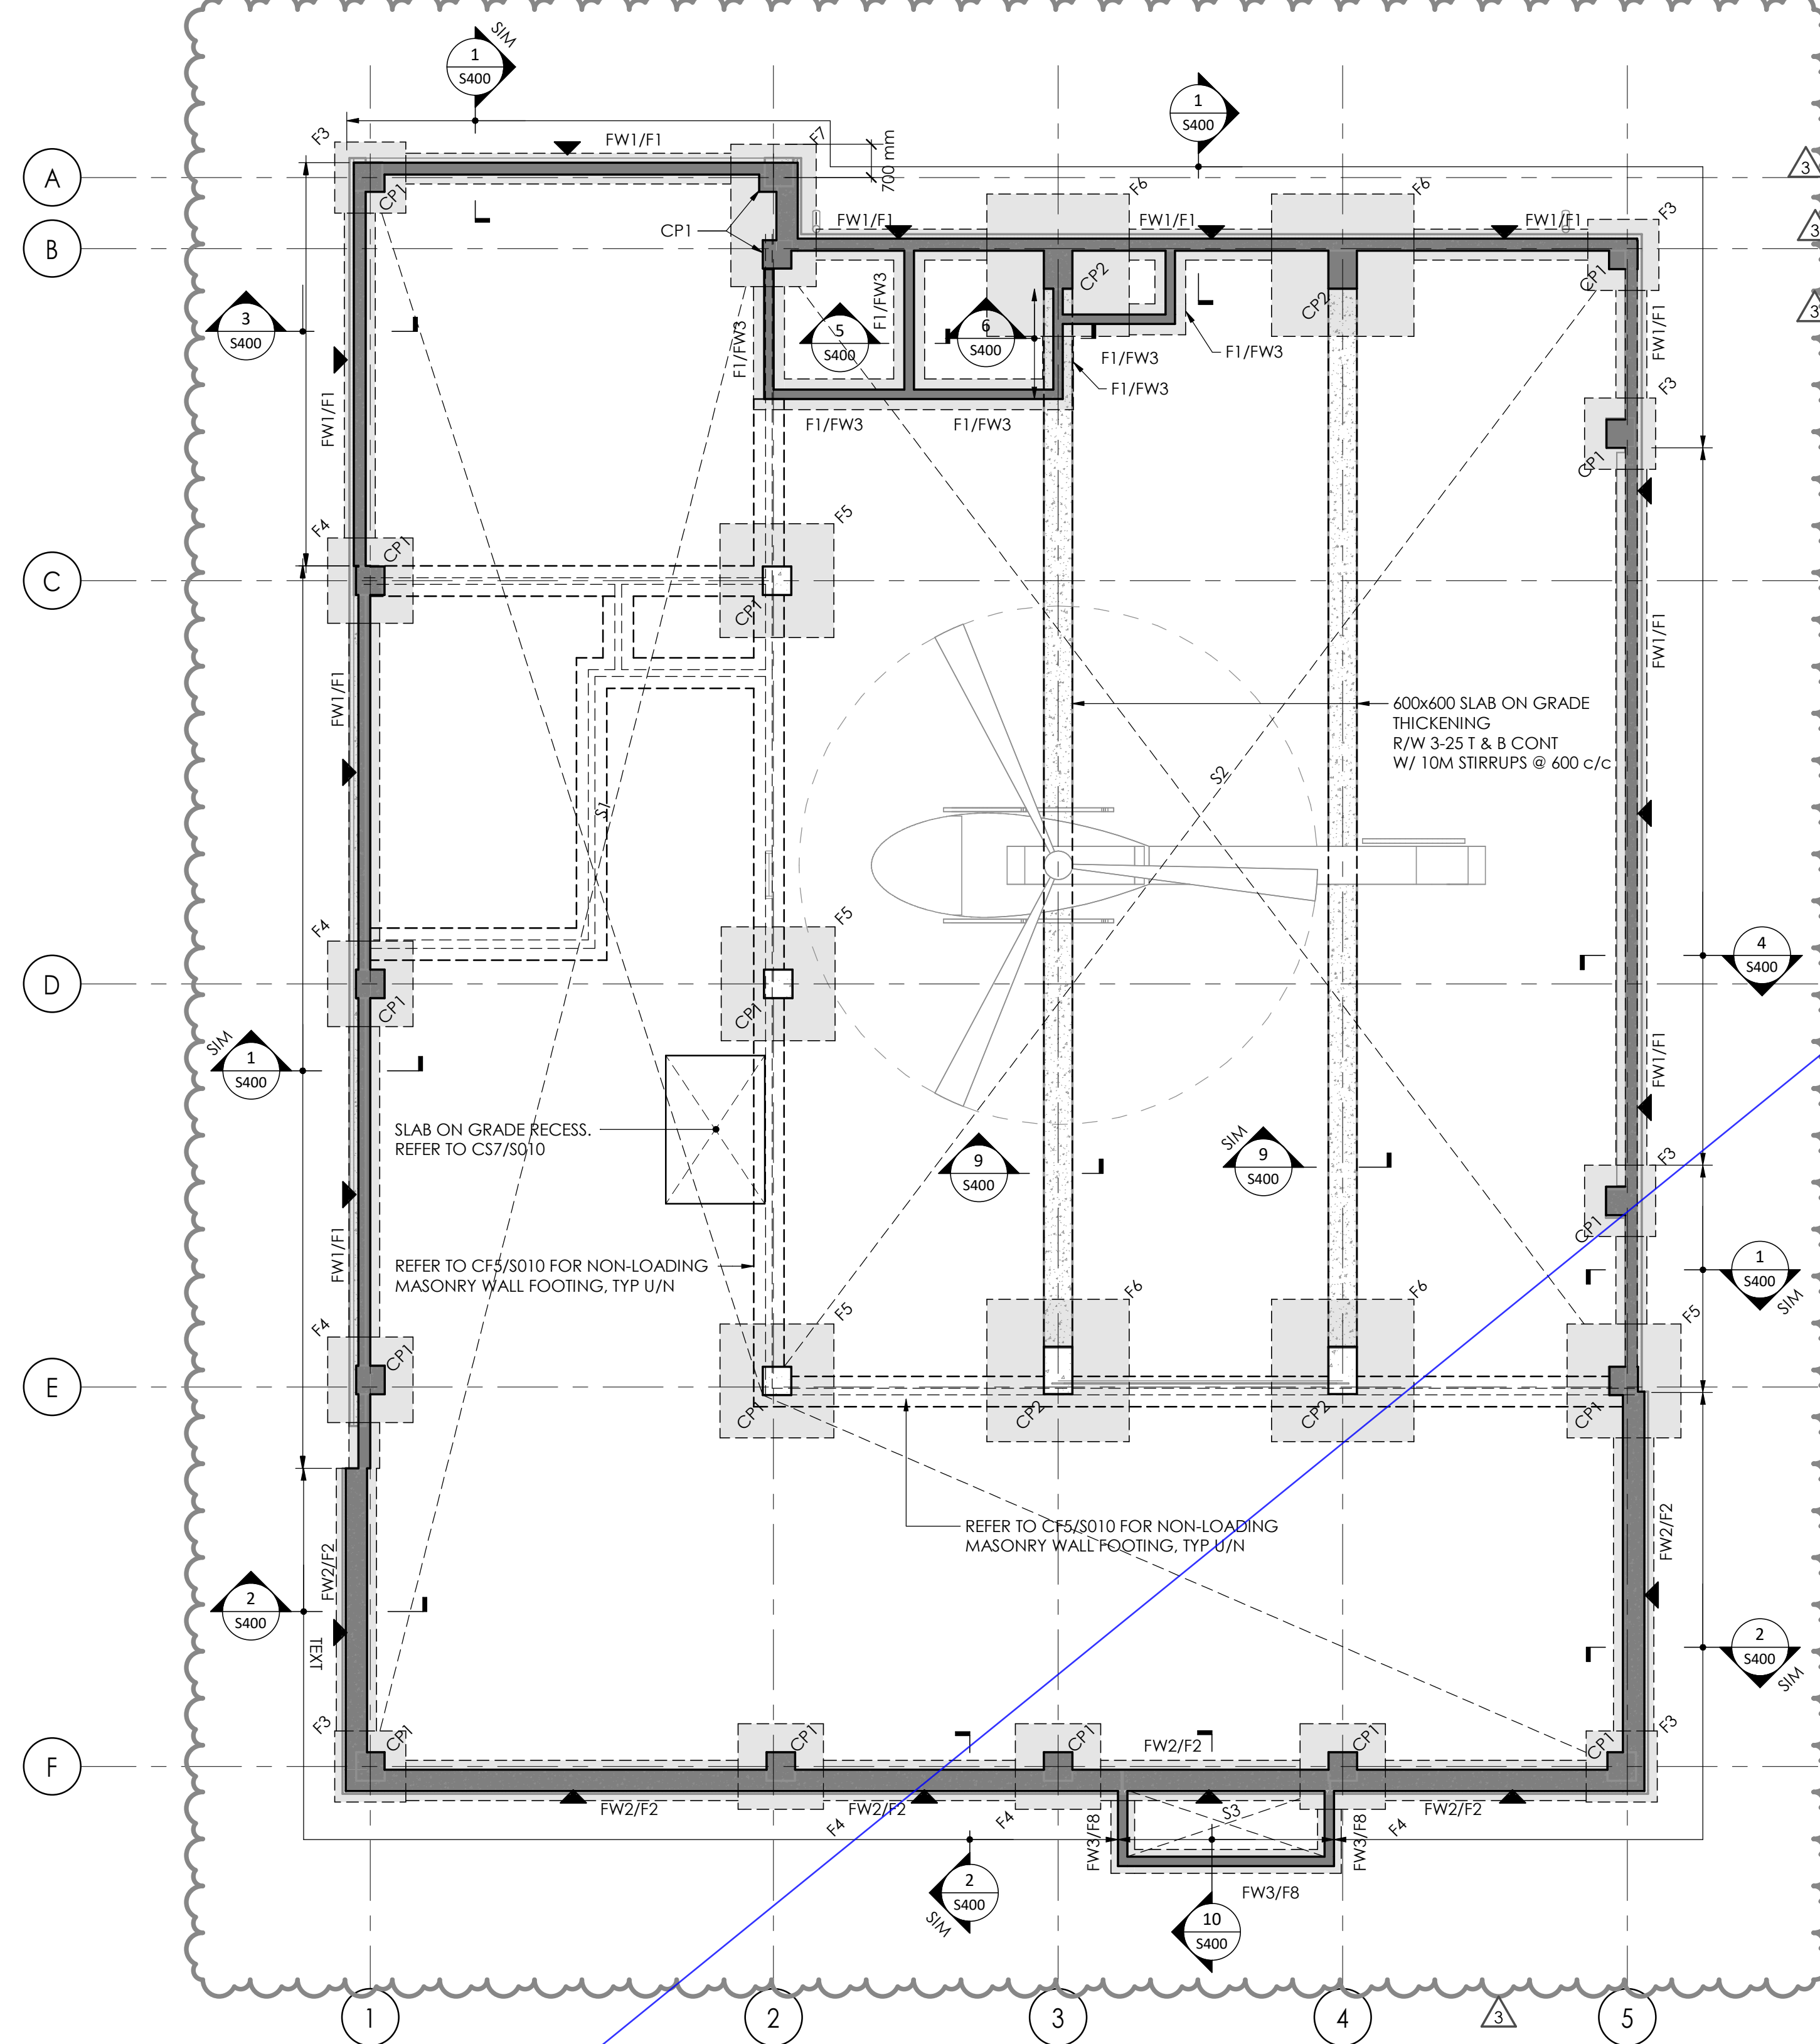 SIM
1
S400
1
S400
F3
FW1/F1
F7
700 mm
A
3
CP1
F6
F6
FW1/F1
FW1/F1
FW1/F1
F3
CP1
B
3
CP1
CP2
CP2
3
S400
F1/FW3
F1/FW3
5
S400
6
S400
F1/FW3
F1/FW3
F1/FW3
FW1/F1
3
F3
FW1/F1
F1/FW3
F1/FW3
CP1
F4
CP1
F5
C
CP1
FW1/F1
FW1/F1
600x600 SLAB ON GRADE
THICKENING
R/W 3-25 T & B CONT
W/ 10M STIRRUPS @ 600 c/c
S2
S1
F4
F5
4
S400
D
CP1
CP1
SIM
1
S400
FW1/F1
SLAB ON GRADE RECESS.
REFER TO CS7/S010
9
S400
SIM
9
S400
F3
CP1
FW1/F1
REFER TO CF5/S010 FOR NON-LOADING
MASONRY WALL FOOTING, TYP U/N
1
S400
SIM
F4
F5
F6
F6
F5
CP1
E
CP1
CP2
CP2
CP1
REFER TO CF5/S010 FOR NON-LOADING
MASONRY WALL FOOTING, TYP U/N
FW2/F2
FW2/F2
2
S400
TEXT
2
S400
SIM
F3
CP1
CP1
CP1
CP1
CP1
F3
F
FW2/F2
FW2/F2
FW2/F2
FW2/F2
F4
F4
S3
F4
FW3/F8
FW3/F8
FW3/F8
2
S400
SIM
10
S400
1
2
3
4
3
5